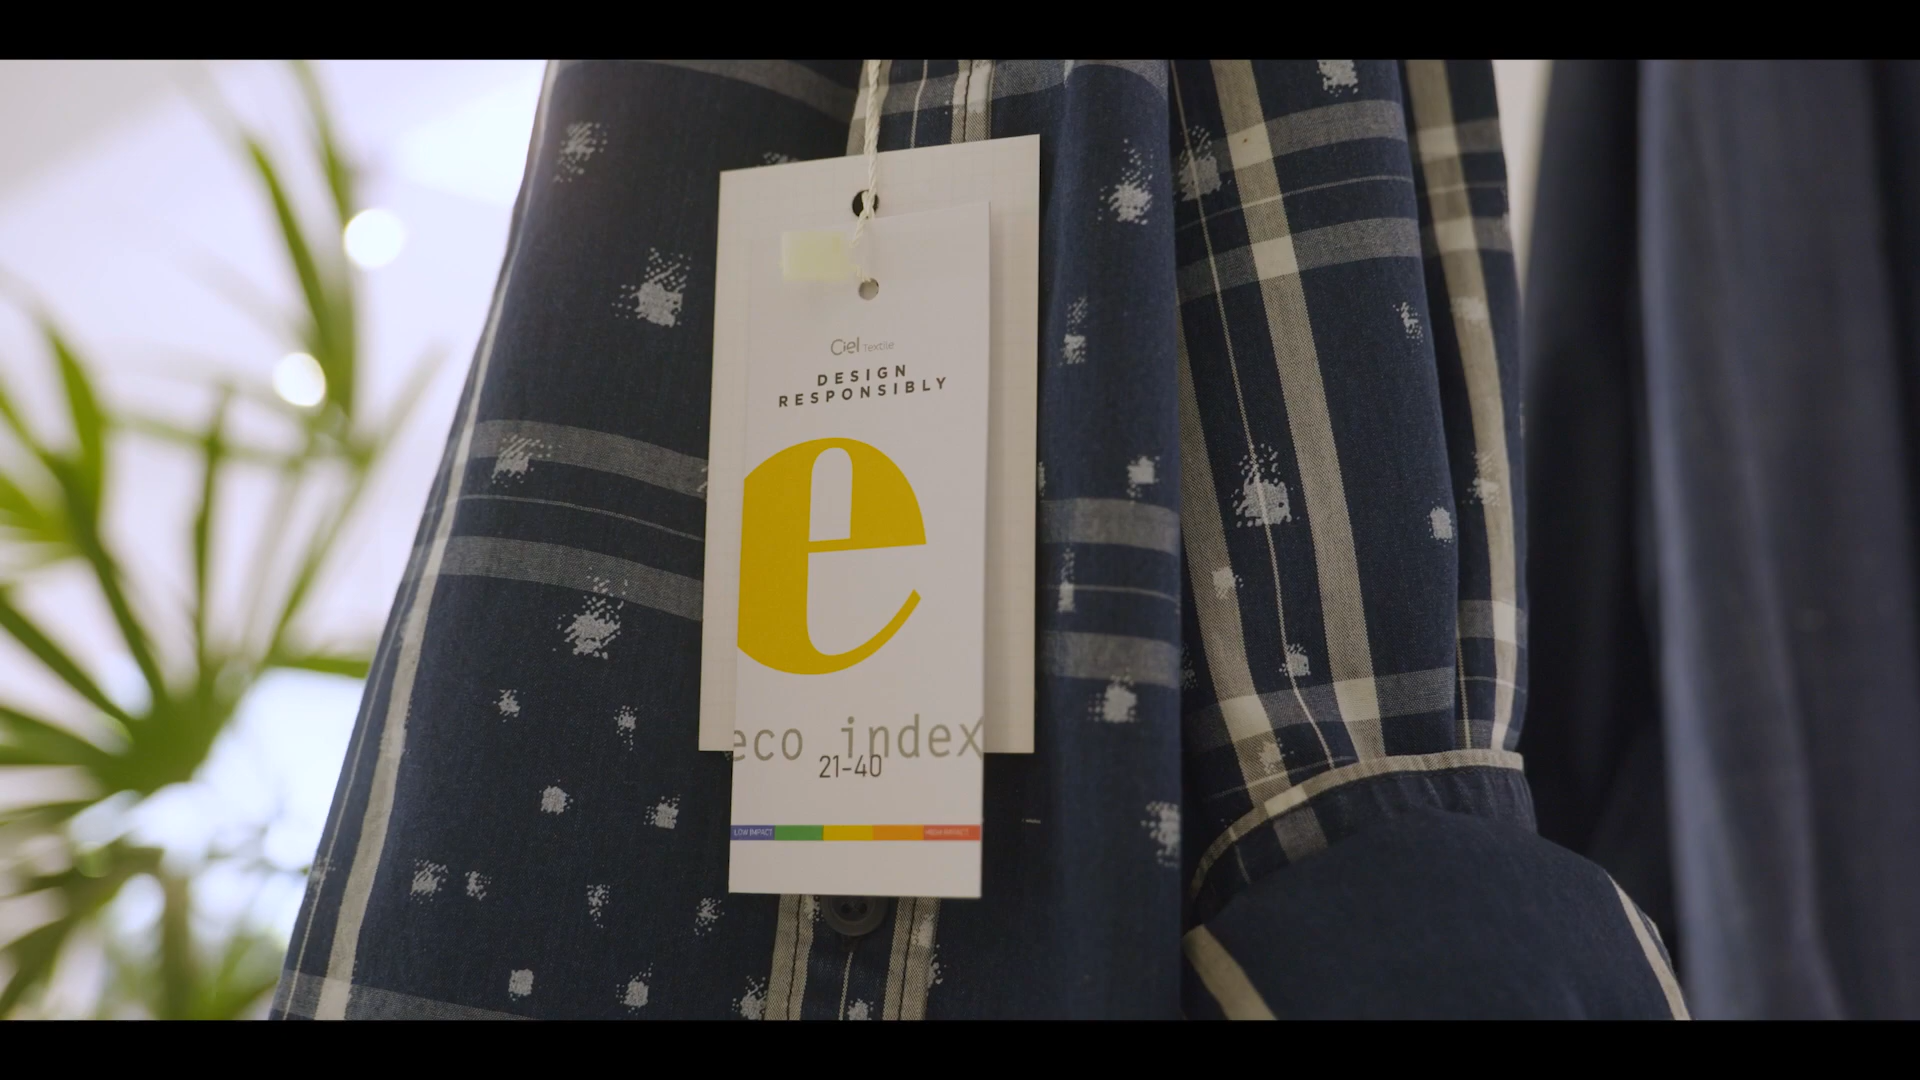 Ciel Textile
DESIGN
RESPONSIBLY
e
eco index
21-40
LOW IMPACT HIGH IMPACT